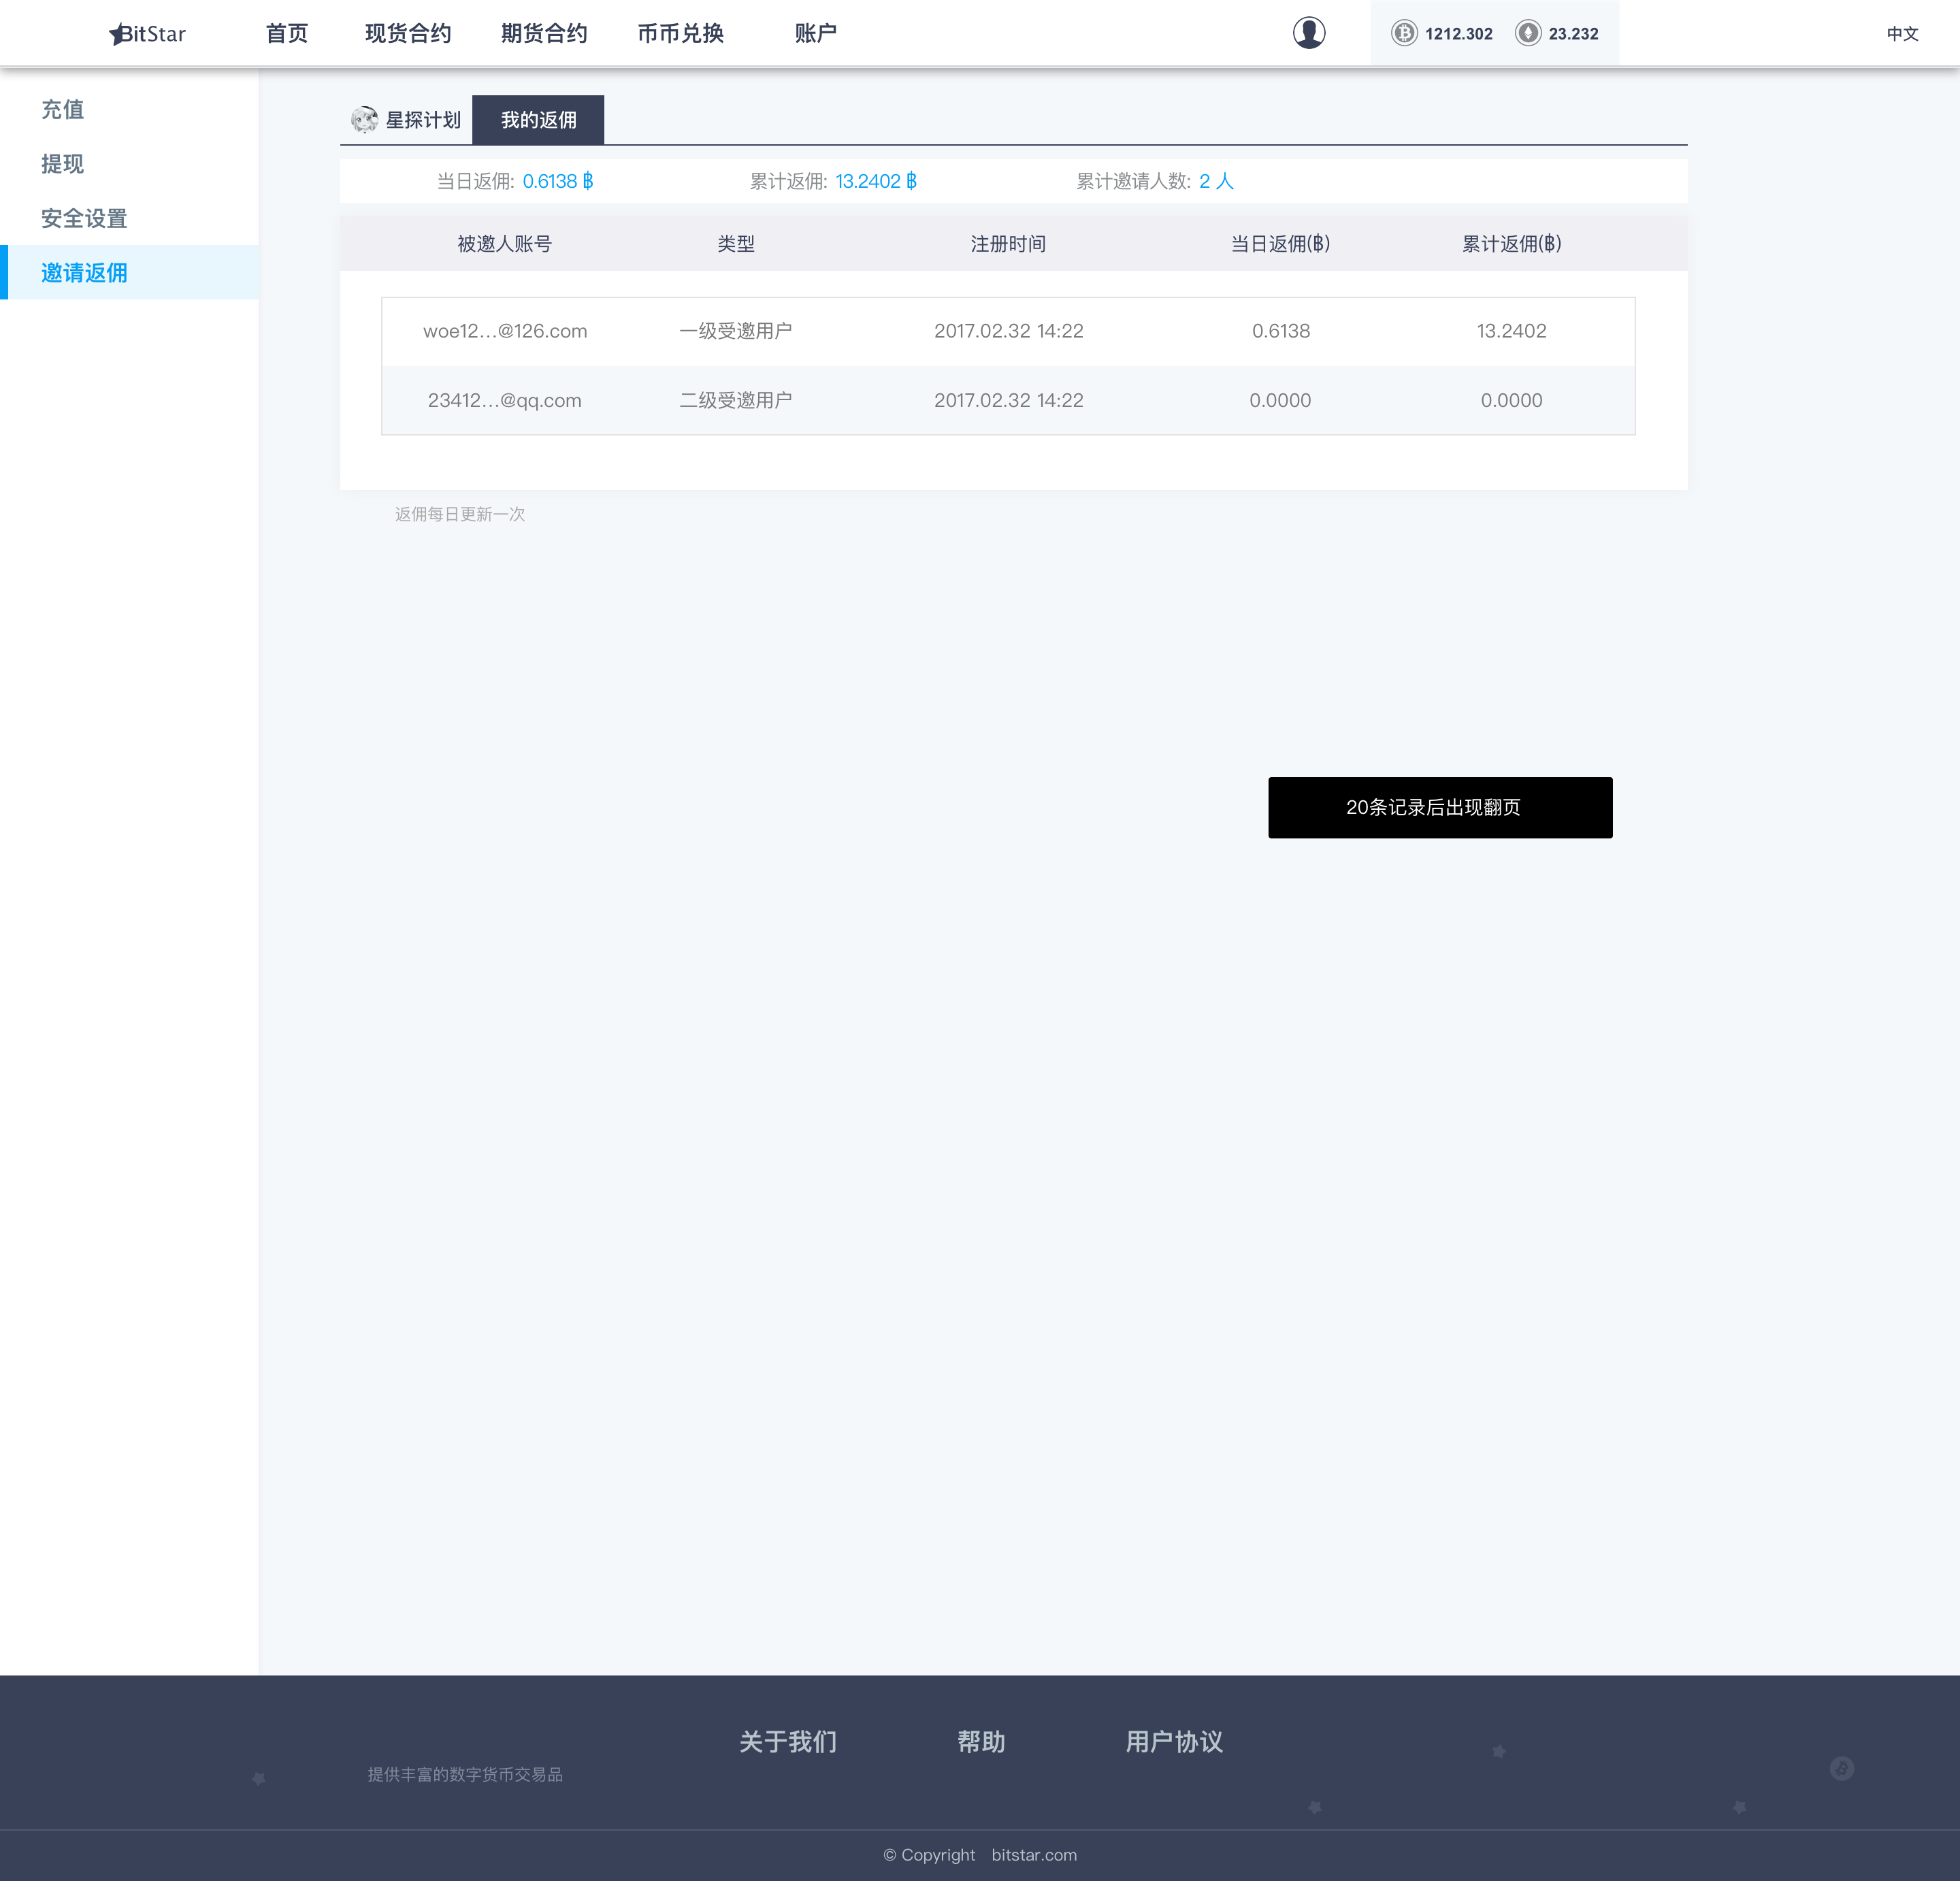 BitStar 首页 现货合约 期货合约 币币兑换 账户 1212.302 23.232 中文
充值
提现
安全设置
邀请返佣
星探计划 我的返佣
当日返佣: 0.6138 ฿ 累计返佣: 13.2402 ฿ 累计邀请人数: 2 人
被邀人账号 类型 注册时间 当日返佣(฿) 累计返佣(฿)
woe12...@126.com 一级受邀用户 2017.02.32 14:22 0.6138 13.2402
23412...@qq.com 二级受邀用户 2017.02.32 14:22 0.0000 0.0000
返佣每日更新一次
20条记录后出现翻页
关于我们 帮助 用户协议
提供丰富的数字货币交易品
© Copyright bitstar.com